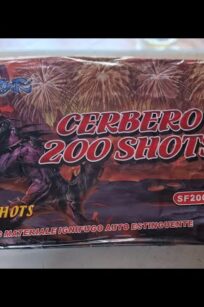 CERBERO
200 SHOTS
SF200
SHOTS
MATERIALE IGNIFUGO AUTO ESTINGUENTE